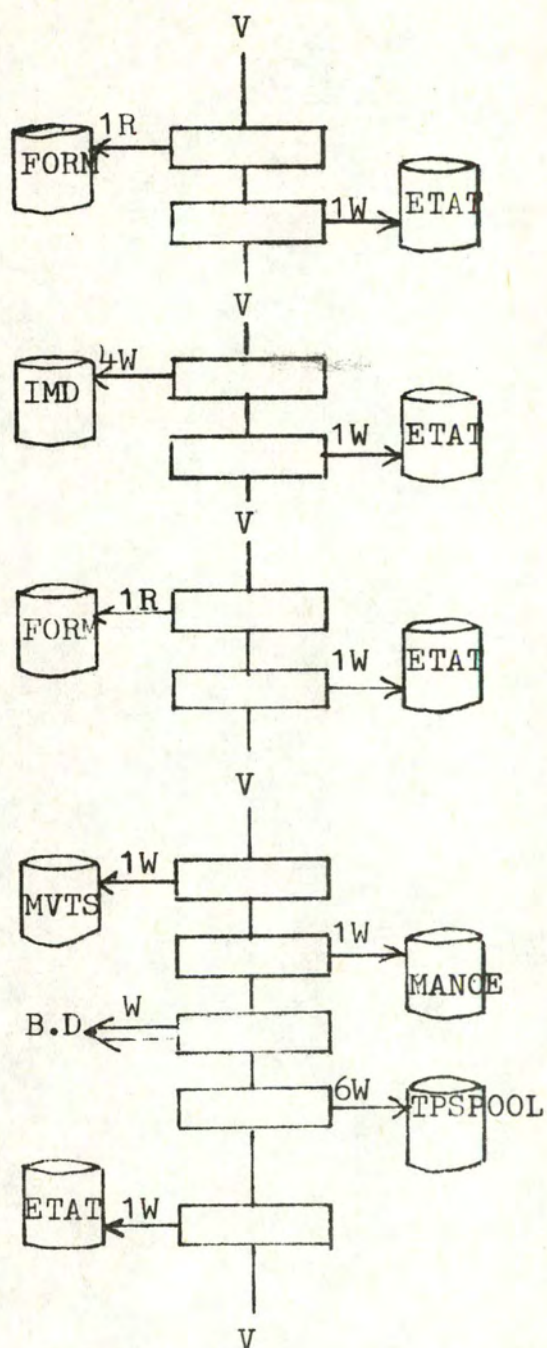 V
1R
FORM
1W
ETAT
V
4W
IMD
1W
ETAT
V
1R
FORM
1W
ETAT
V
1W
MVTS
1W
MANOE
W
B.D.
6W
TPSPOOL
1W
ETAT
V